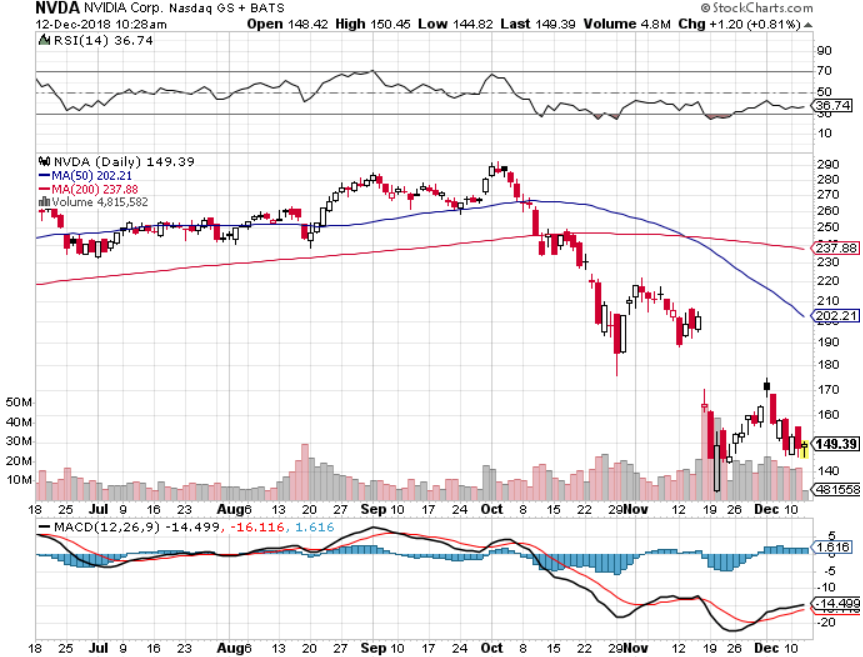 NVDA NVIDIA Corp. Nasdaq GS + BATS © StockCharts.com
12-Dec-2018 10:28am Open 148.42 High 150.45 Low 144.82 Last 149.39 Volume 4.8M Chg +1.20 (+0.81%)
RSI(14) 36.74
90
70
50
36.74
30
10
NVDA (Daily) 149.39
MA(50) 202.21
MA(200) 237.88
Volume 4,815,582
290
280
270
260
250
237.88
230
220
210
202.21
190
180
170
160
149.39
140
50M
40M
30M
20M
10M
481558
18 25 Jul 9 16 23 Aug6 13 20 27 Sep 10 17 24 Oct 8 15 22 29Nov 12 19 26 Dec 10
MACD(12,26,9) -14.499, -16.116, 1.616
5
1.616
-5
-10
-14.499
-20
18 25 Jul 9 16 23 Aug6 13 20 27 Sep 10 17 24 Oct 8 15 22 29Nov 12 19 26 Dec 10